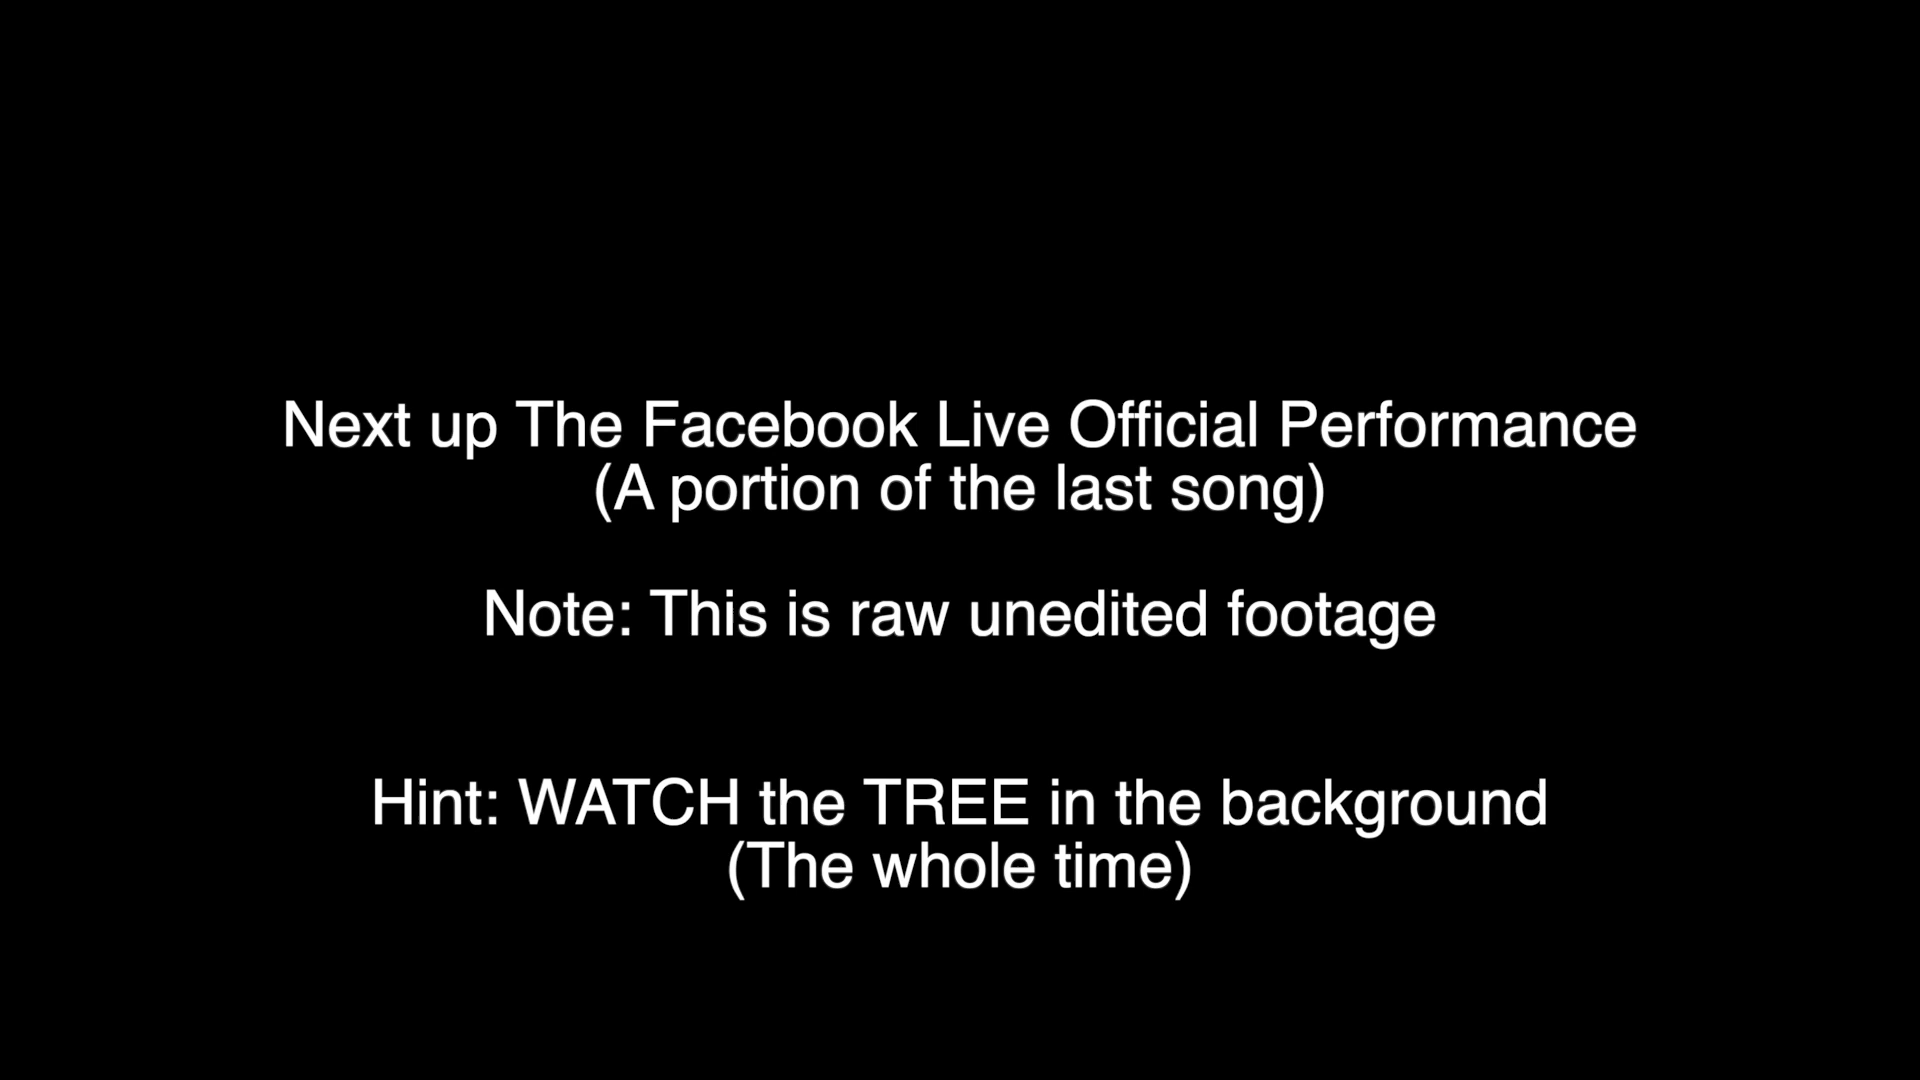 Next up The Facebook Live Official Performance
(A portion of the last song)
Note: This is raw unedited footage
Hint: WATCH the TREE in the background
(The whole time)